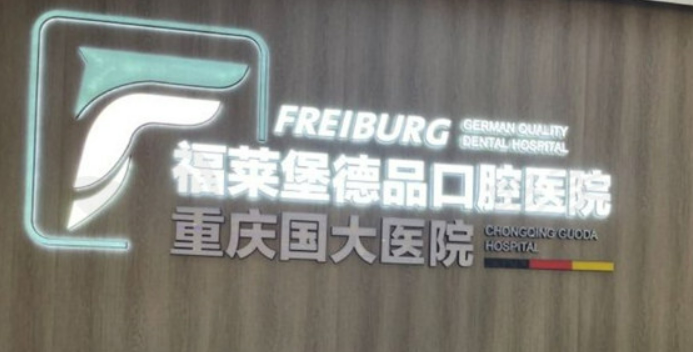 FREIBURG
GERMAN QUALITY
DENTAL HOSPITAL
福莱堡德品口腔医院
重庆国大医院
CHONGQING GUODA
HOSPITAL